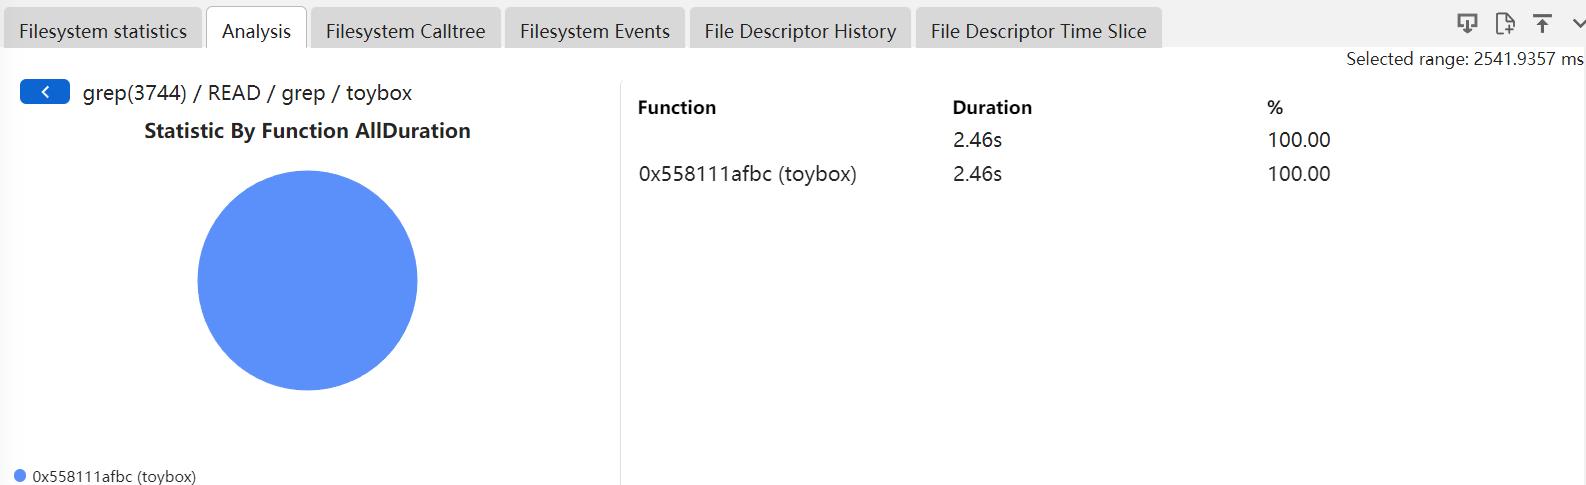 Filesystem statistics Analysis Filesystem Calltree Filesystem Events File Descriptor History File Descriptor Time Slice
Selected range: 2541.9357 ms
grep(3744) / READ / grep / toybox
Statistic By Function AllDuration
0x558111afbc (toybox)
Function Duration %
2.46s 100.00
0x558111afbc (toybox) 2.46s 100.00